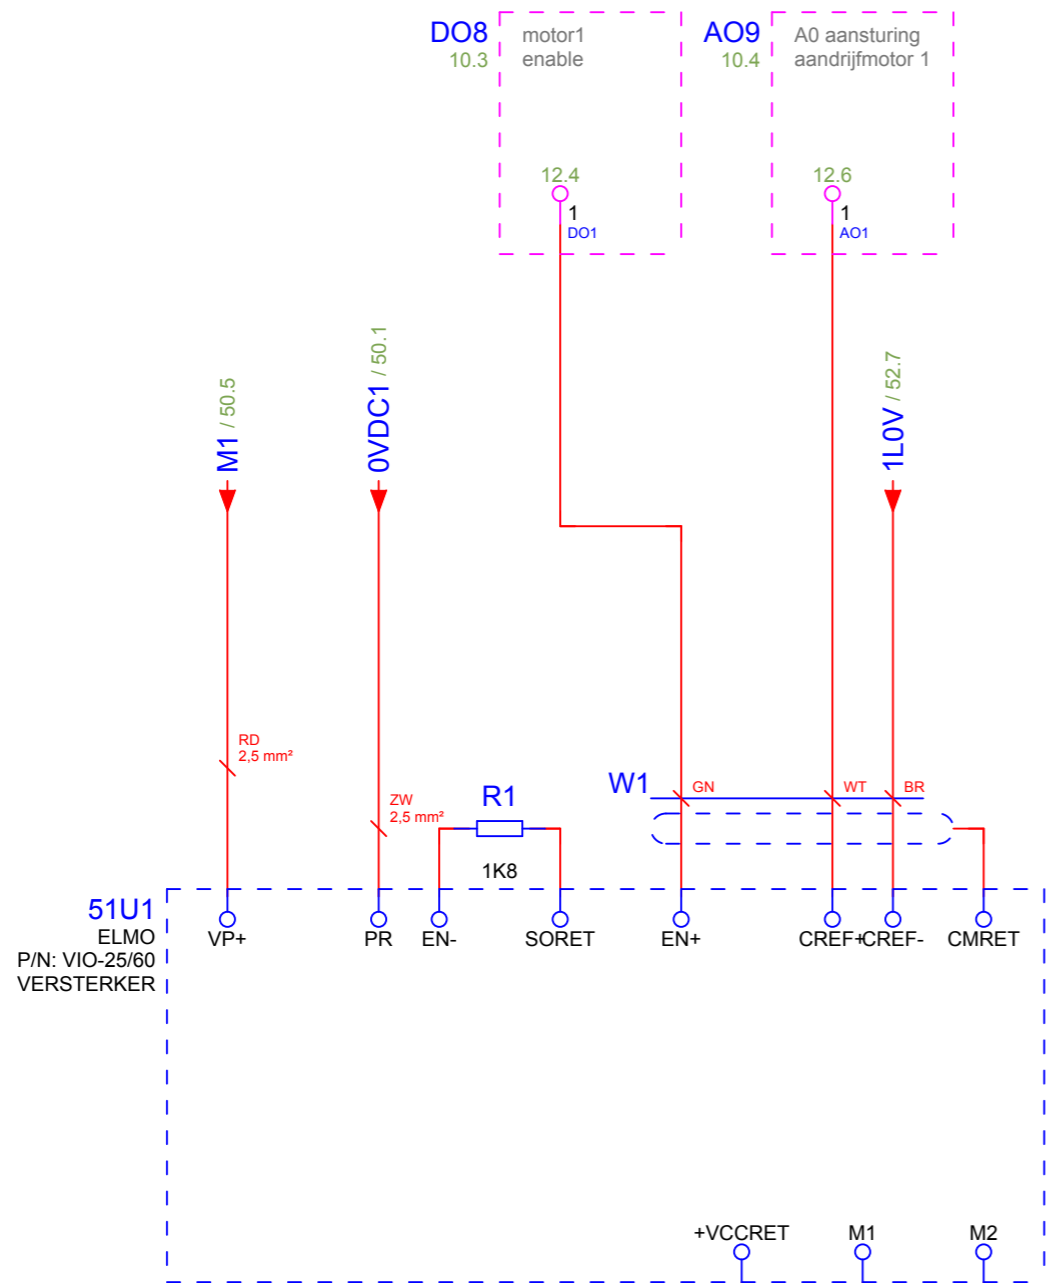 DO8
10.3
motor1
enable
AO9
10.4
A0 aansturing
aandrijfmotor 1
12.4
1
DO1
12.6
1
AO1
M1 / 50.5
0VDC1 / 50.1
1L0V / 52.7
RD
2,5 mm²
ZW
2,5 mm²
R1
1K8
W1
GN
WT
BR
51U1
ELMO
P/N: VIO-25/60
VERSTERKER
VP+
PR
EN-
SORET
EN+
CREF+
CREF-
CMRET
+VCCRET
M1
M2